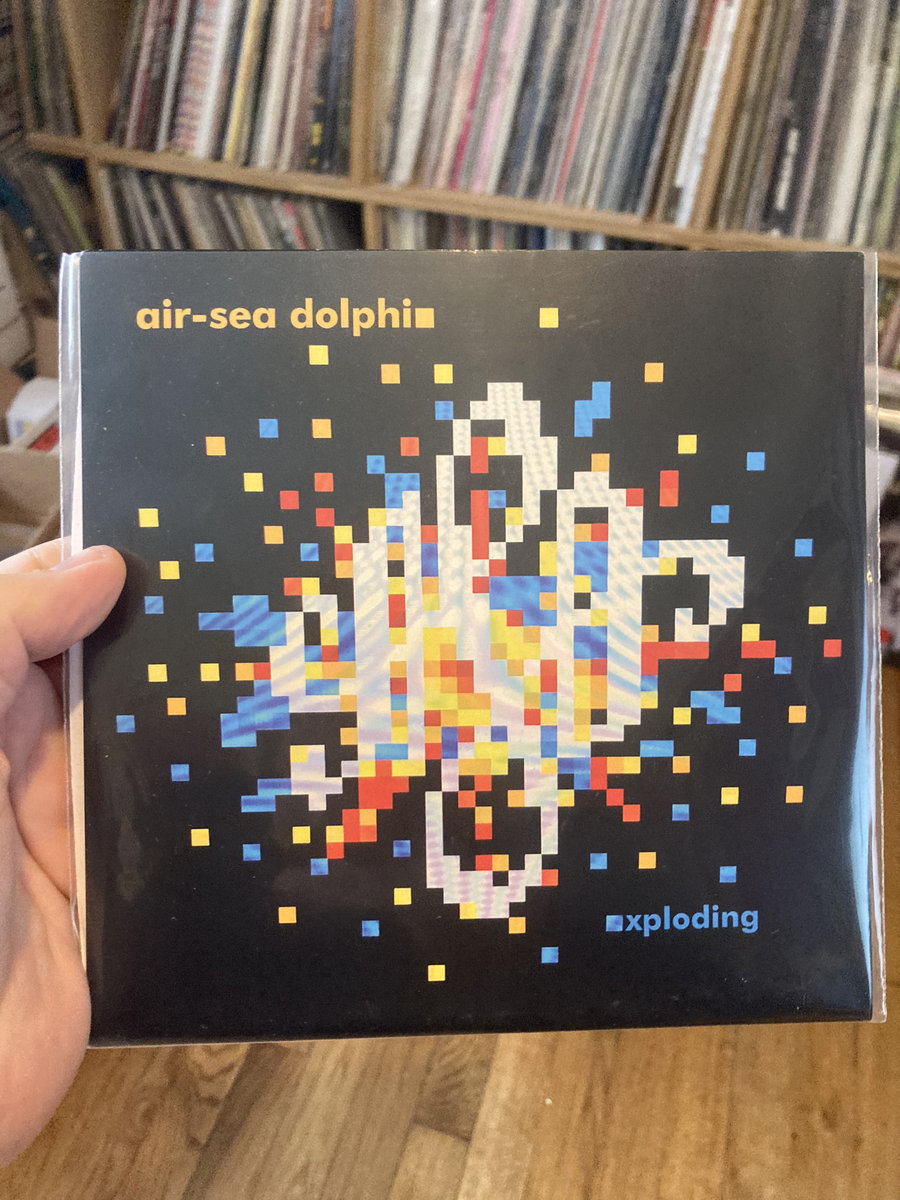 air-sea dolphi■
■xploding